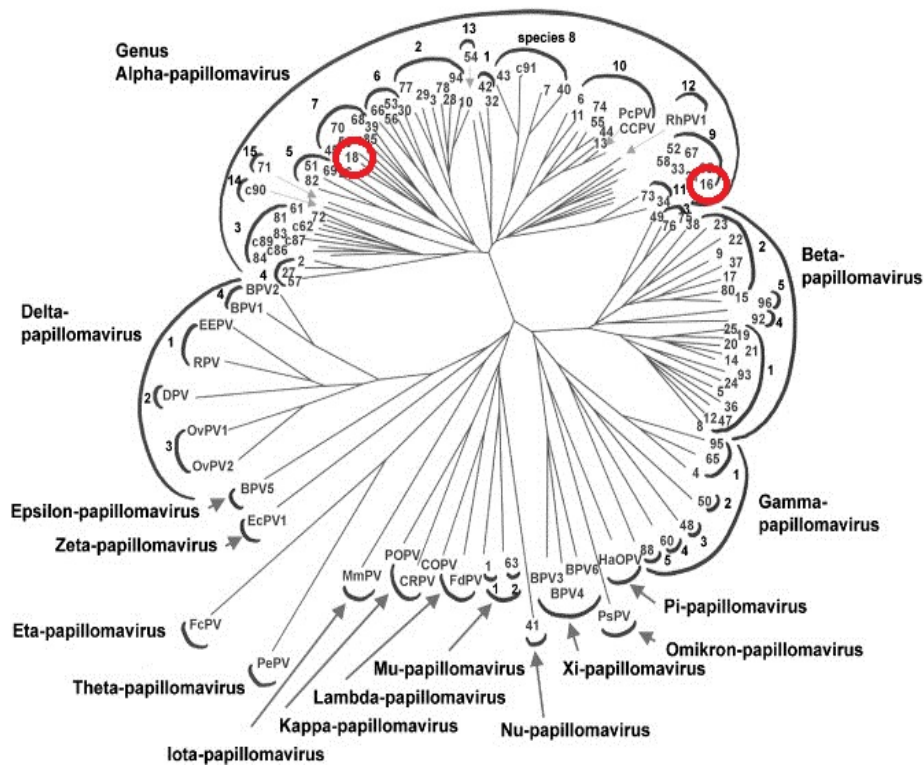 Genus
Alpha-papillomavirus
13
54
2
1
species 8
6
77
94
78
29
3
28
10
42
32
43
c91
7
40
10
6
11
74
55
44
13
PcPV
CCPV
12
RhPV1
9
52
67
58
33
16
11
73
34
7
53
66
30
56
68
70
39
85
18
5
51
82
69
15
71
14
c90
3
61
81
72
83
c62
c89
c87
c86
84
4
2
27
57
Beta-
papillomavirus
49
76
3
75
38
23
22
2
9
37
17
80
15
5
96
92
4
25
19
20
21
14
93
1
24
5
36
12
47
8
Delta-
papillomavirus
4
BPV2
BPV1
1
EEPV
RPV
2
DPV
3
OvPV1
OvPV2
Gamma-
papillomavirus
95
65
4
1
50
2
48
3
60
4
88
5
Epsilon-papillomavirus
BPV5
Zeta-papillomavirus
EcPV1
Eta-papillomavirus
FcPV
Theta-papillomavirus
PePV
Iota-papillomavirus
MmPV
Kappa-papillomavirus
POPV
CRPV
Lambda-papillomavirus
COPV
FdPV
Mu-papillomavirus
1
63
1
2
Nu-papillomavirus
41
Xi-papillomavirus
BPV3
BPV6
BPV4
Omikron-papillomavirus
PsPV
Pi-papillomavirus
HaOPV